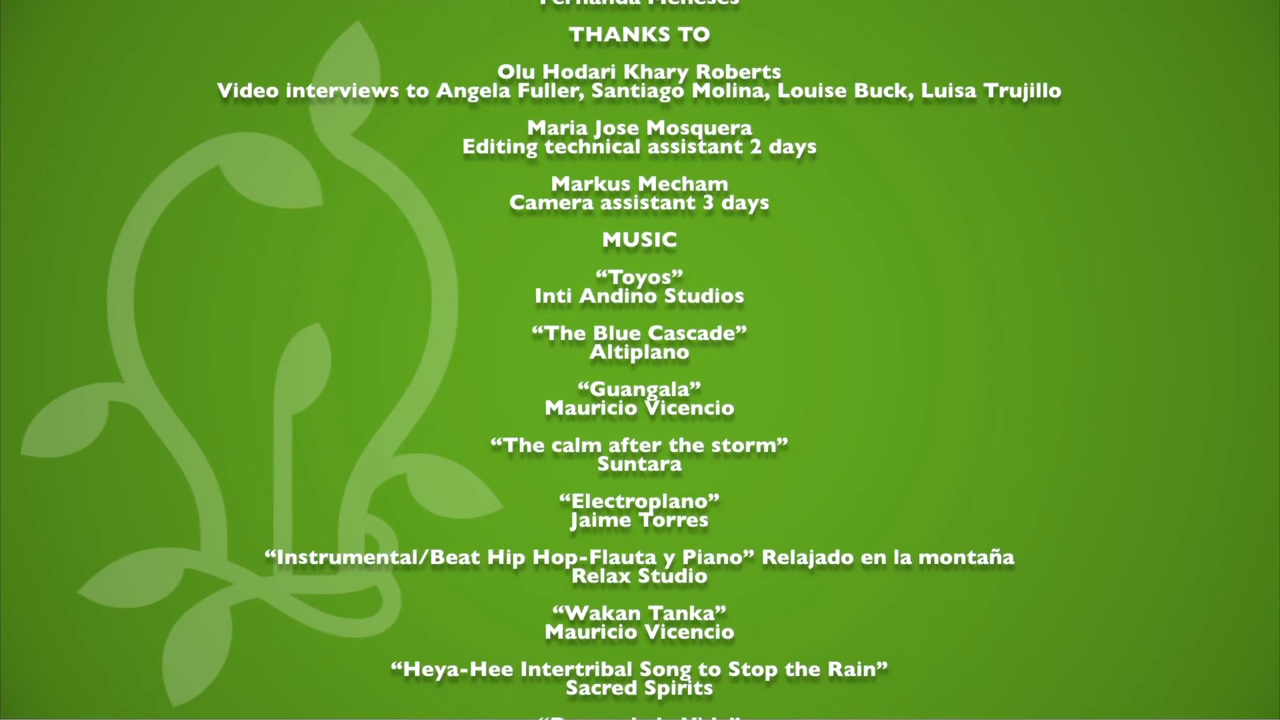 Fernanda Meneses
THANKS TO
Olu Hodari Khary Roberts
Video interviews to Angela Fuller, Santiago Molina, Louise Buck, Luisa Trujillo
Maria Jose Mosquera
Editing technical assistant 2 days
Markus Mecham
Camera assistant 3 days
MUSIC
“Toyos”
Inti Andino Studios
“The Blue Cascade”
Altiplano
“Guangala”
Mauricio Vicencio
“The calm after the storm”
Suntara
“Electroplano”
Jaime Torres
“Instrumental/Beat Hip Hop-Flauta y Piano” Relajado en la montaña
Relax Studio
“Wakan Tanka”
Mauricio Vicencio
“Heya-Hee Intertribal Song to Stop the Rain”
Sacred Spirits